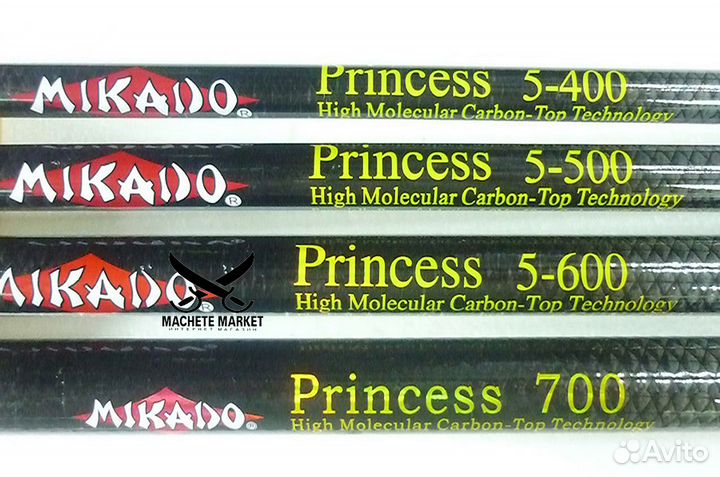 MIKADO® Princess 5-400
High Molecular Carbon-Top Technology
MIKADO® Princess 5-500
High Molecular Carbon-Top Technology
MIKADO® Princess 5-600
High Molecular Carbon-Top Technology
MACHETE MARKET
ИНТЕРНЕТ МАГАЗИН
MIKADO® Princess 700
High Molecular Carbon-Top Technology
Avito